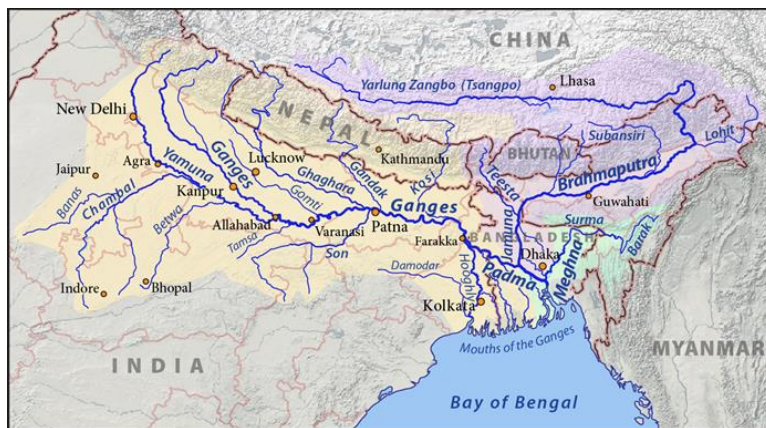 CHINA
Yarlung Zangbo (Tsangpo)
Lhasa
New Delhi
NEPAL
Subansiri
Lohit
BHUTAN
Agra
Yamuna
Ganges
Lucknow
Kathmandu
Jaipur
Gandak
Kosi
Teesta
Brahmaputra
Banas
Chambal
Kanpur
Ghaghara
Gomti
Guwahati
Betwa
Allahabad
Varanasi
Patna
Ganges
Jamuna
Surma
Tamsa
Son
Farakka
BANGLADESH
Barak
Damodar
Hooghly
Padma
Dhaka
Meghna
Indore
Bhopal
Kolkata
Mouths of the Ganges
INDIA
MYANMAR
Bay of Bengal